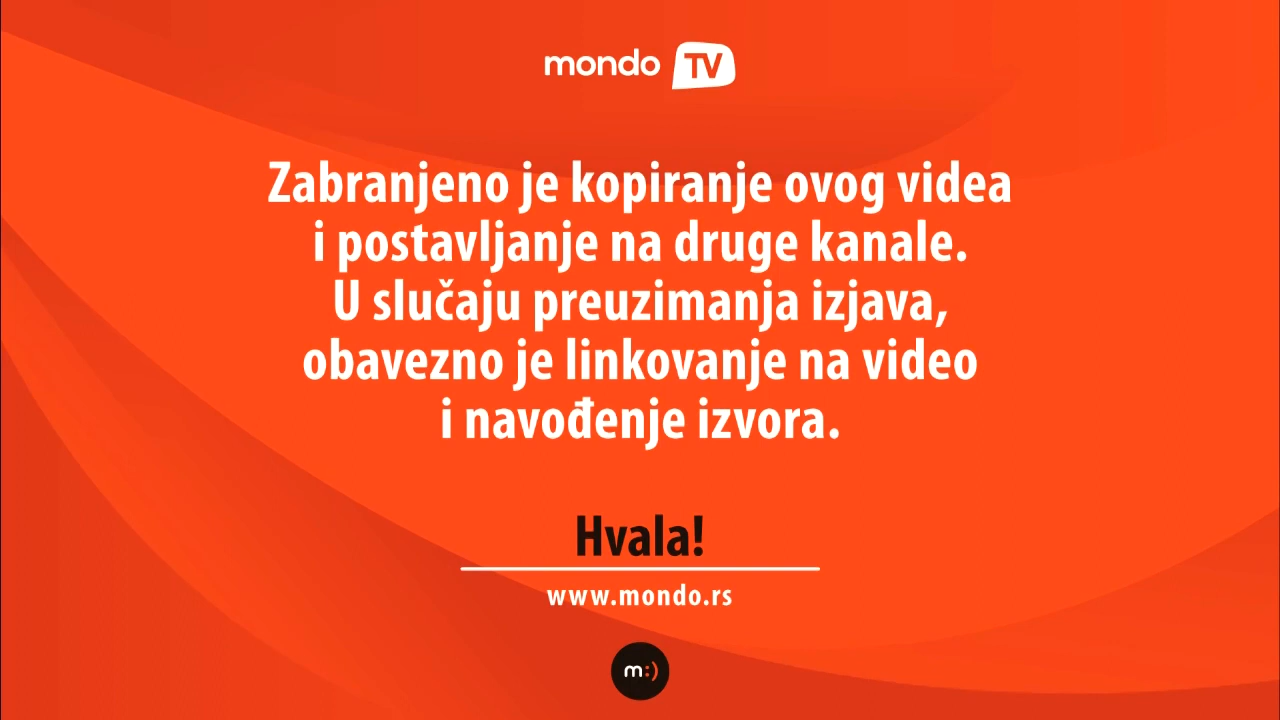 mondo TV
Zabranjeno je kopiranje ovog videa
i postavljanje na druge kanale.
U slučaju preuzimanja izjava,
obavezno je linkovanje na video
i navođenje izvora.
Hvala!
www.mondo.rs
m:)